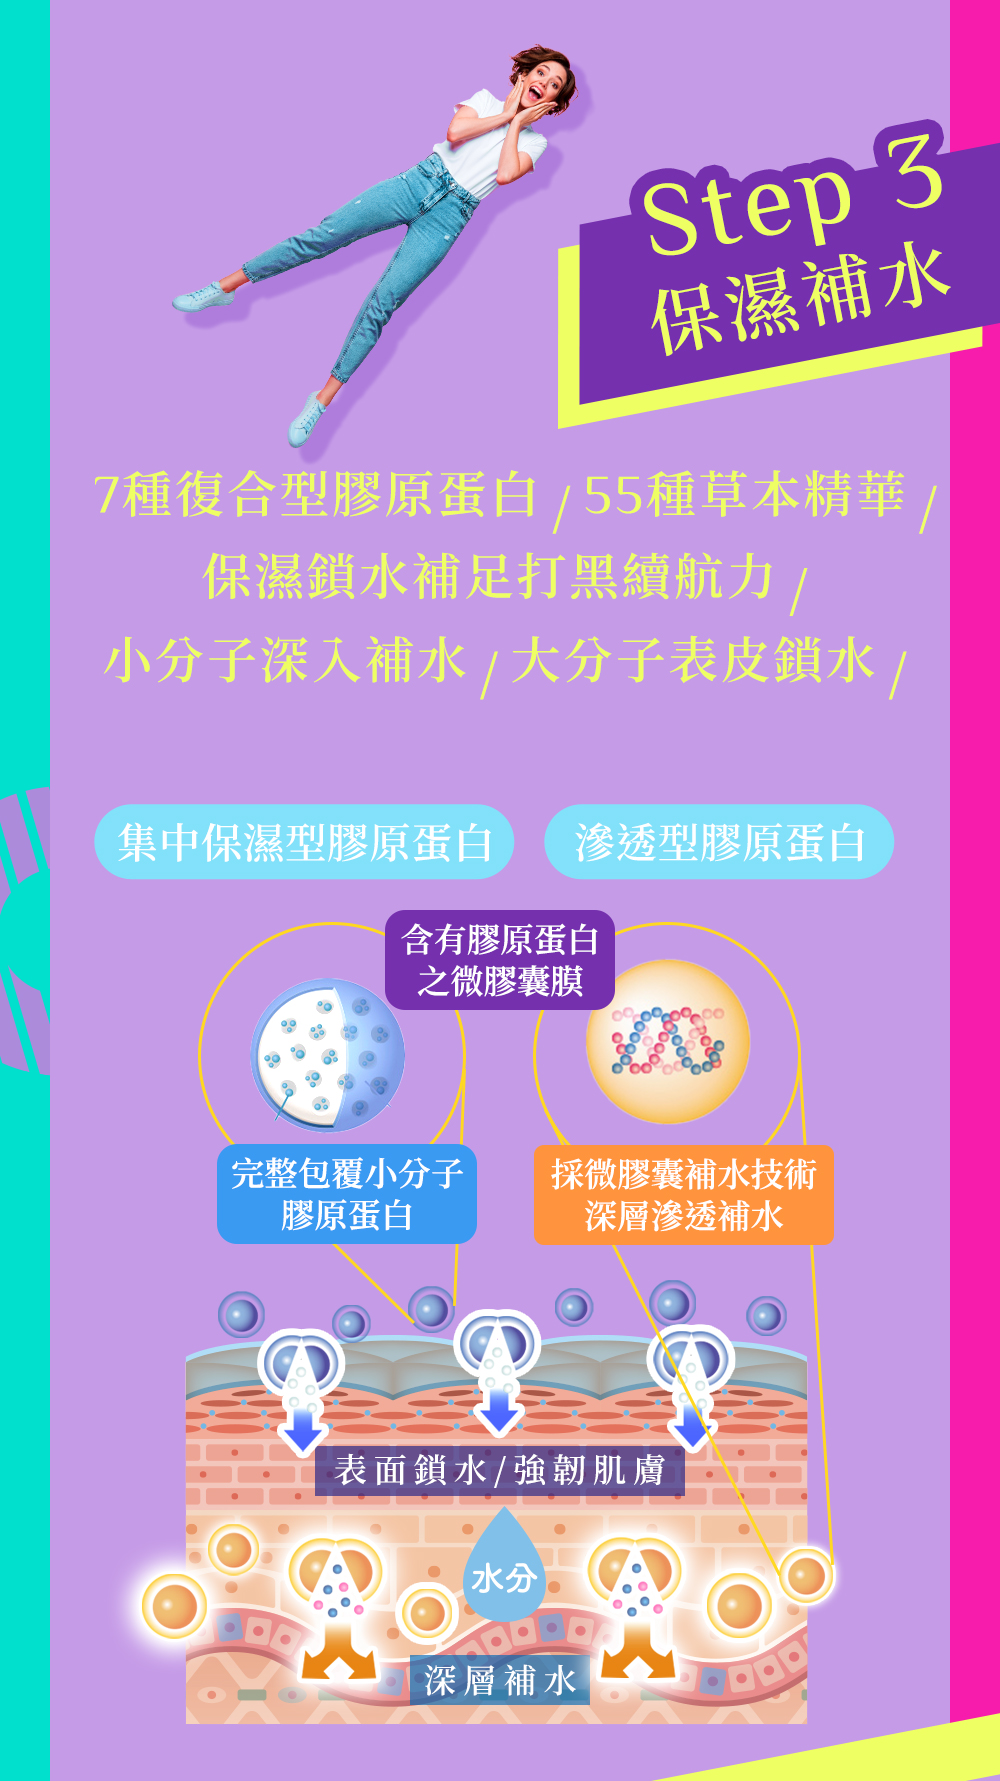 Step 3
保濕補水
7種復合型膠原蛋白 / 55種草本精華 /
保濕鎖水補足打黑續航力 /
小分子深入補水 / 大分子表皮鎖水 /
集中保濕型膠原蛋白
滲透型膠原蛋白
含有膠原蛋白
之微膠囊膜
完整包覆小分子
膠原蛋白
採微膠囊補水技術
深層滲透補水
表面鎖水/強韌肌膚
水分
深層補水